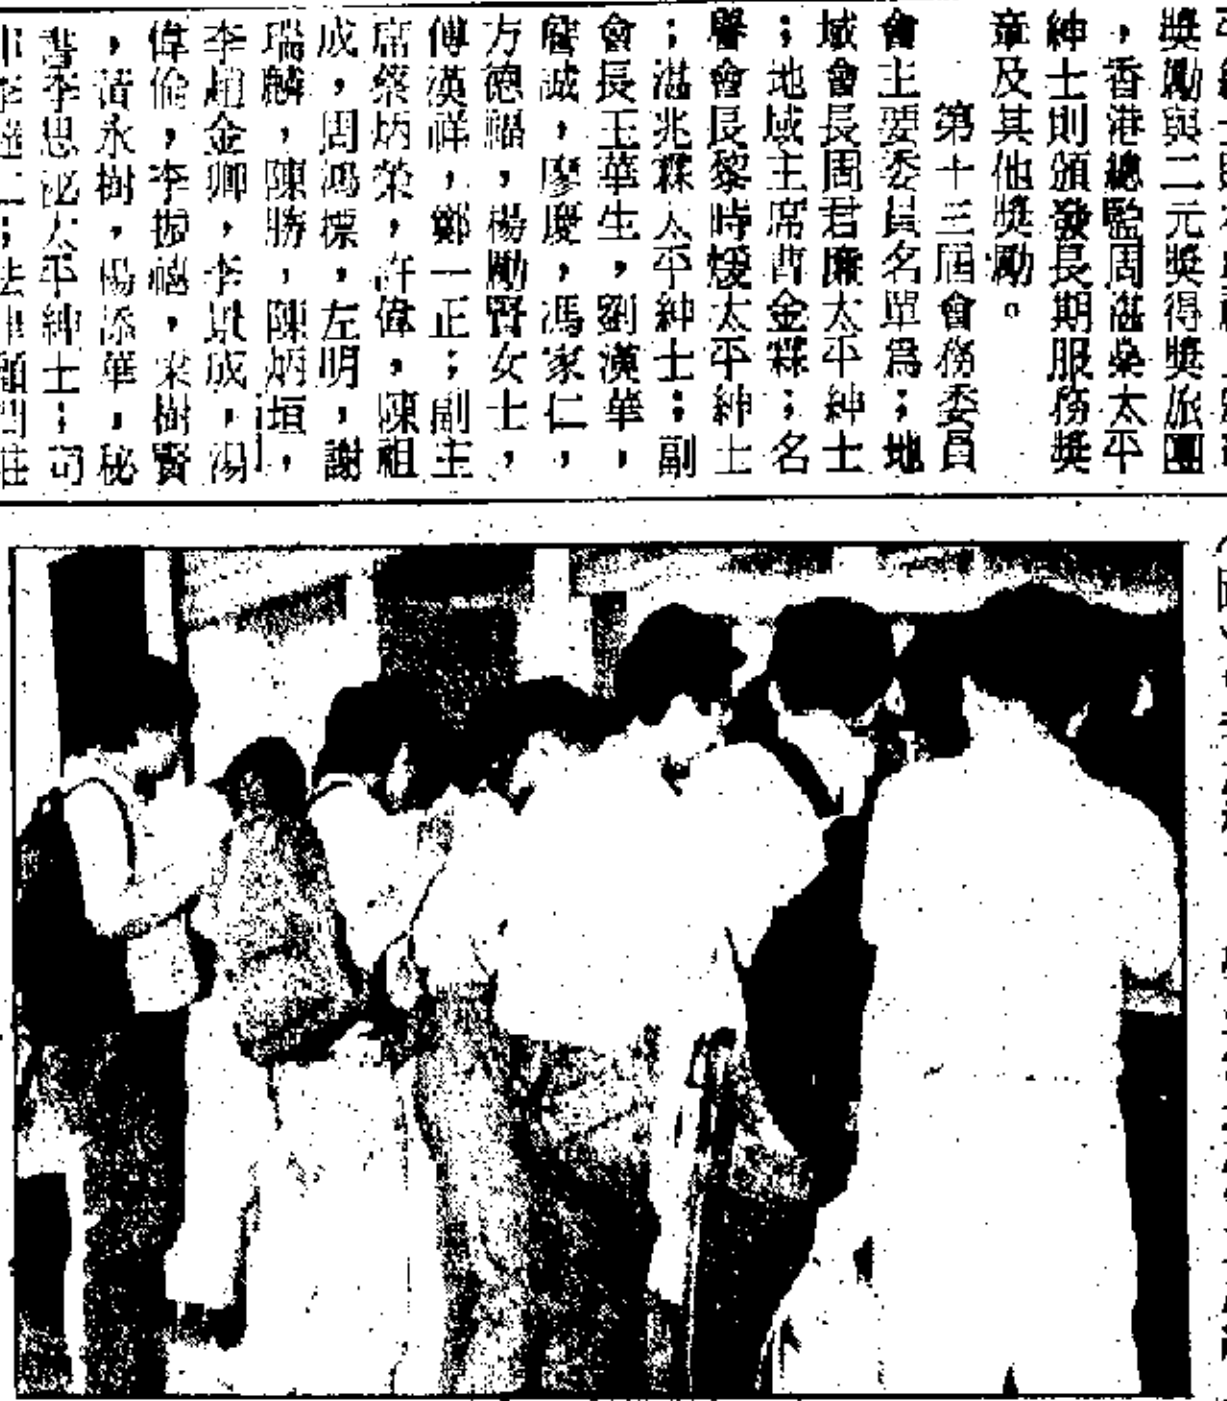 獎勵與二元獎得獎旅團
，香港總監周湛燊太平
紳士則頒發長期服務獎
章及其他獎勵。
第十三屆會務委員
會主要委員名單爲：地
域會長周君廉太平紳士
；地域主席曹金霖；名
譽會長黎時煖太平紳士
；湛兆霖太平紳士；副
會長王華生，劉漢華，
誠，廖慶，馮家仁，
方德福，楊勵賢女士，
傅漢祥，鄭一正；副主
席蔡炳榮，許偉，陳祖
成，周鴻標，左明，謝
瑞麟，陳勝，陳炳垣，
李趙金卿，李景成，湯
偉倫，李振禧，梁樹賢
，黃永樹，楊添華，秘
書李思泌太平紳士；司